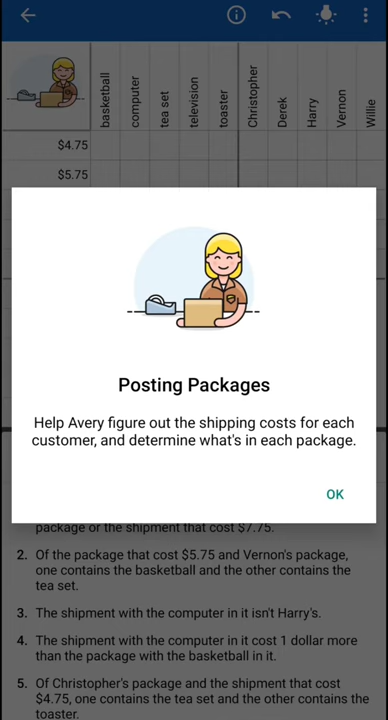 basketball
computer
tea set
television
toaster
Christopher
Derek
Harry
Vernon
Willie
$4.75
$5.75
Posting Packages
Help Avery figure out the shipping costs for each
customer, and determine what's in each package.
OK
package or the shipment that cost $7.75.
2. Of the package that cost $5.75 and Vernon's package,
one contains the basketball and the other contains the
tea set.
3. The shipment with the computer in it isn't Harry's.
4. The shipment with the computer in it cost 1 dollar more
than the package with the basketball in it.
5. Of Christopher's package and the shipment that cost
$4.75, one contains the tea set and the other contains the
toaster.